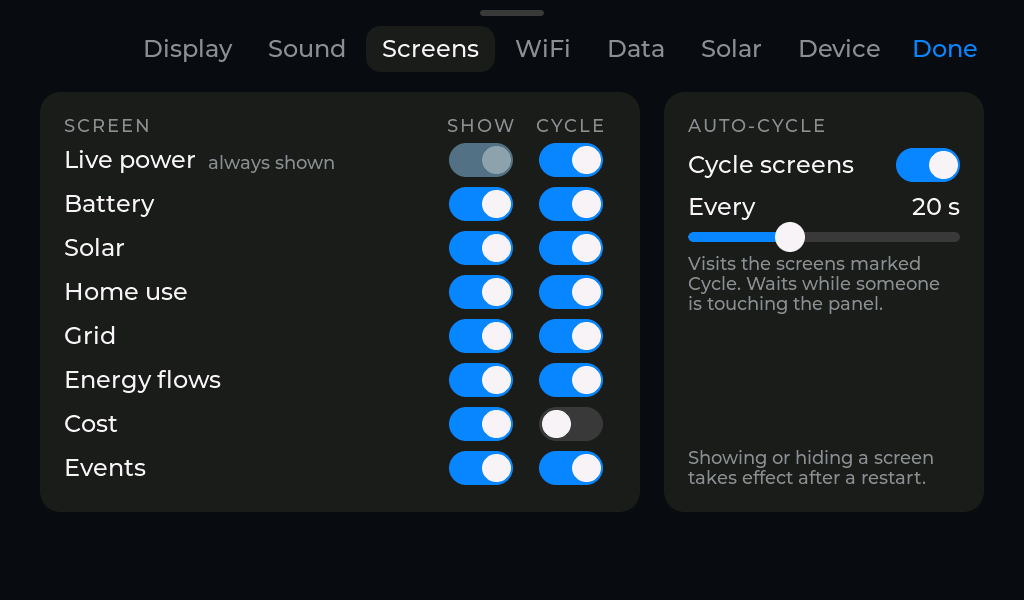 Display Sound Screens WiFi Data Solar Device Done
SCREEN SHOW CYCLE
Live power always shown
Battery
Solar
Home use
Grid
Energy flows
Cost
Events
AUTO-CYCLE
Cycle screens
Every 20 s
Visits the screens marked
Cycle. Waits while someone
is touching the panel.
Showing or hiding a screen
takes effect after a restart.